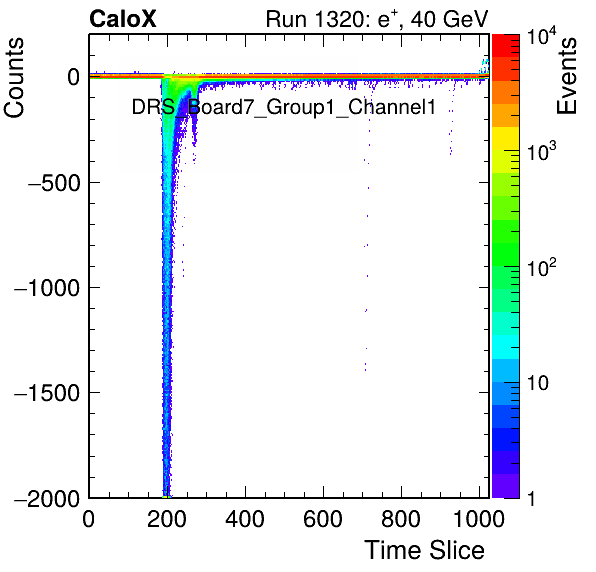 CaloX
Run 1320: e⁺, 40 GeV
Counts
Events
DRS_Board7_Group1_Channel1
0
−500
−1000
−1500
−2000
0
200
400
600
800
1000
Time Slice
10⁴
10³
10²
10
1